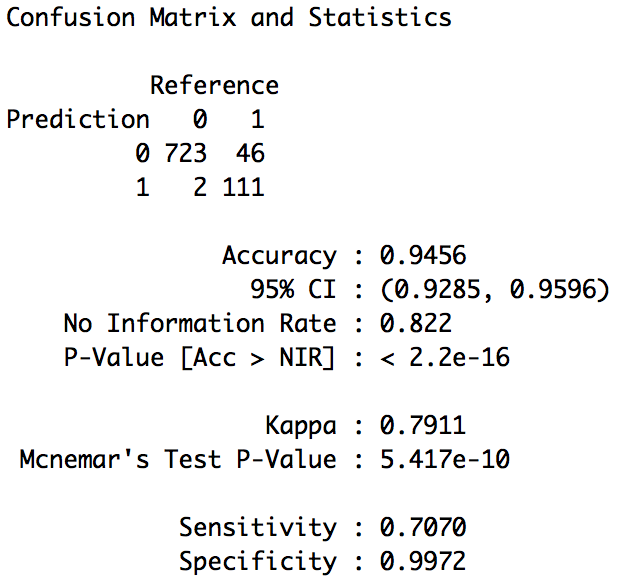 Confusion Matrix and Statistics
Reference
Prediction 0 1
0 723 46
1 2 111
Accuracy : 0.9456
95% CI : (0.9285, 0.9596)
No Information Rate : 0.822
P-Value [Acc > NIR] : < 2.2e-16
Kappa : 0.7911
Mcnemar's Test P-Value : 5.417e-10
Sensitivity : 0.7070
Specificity : 0.9972